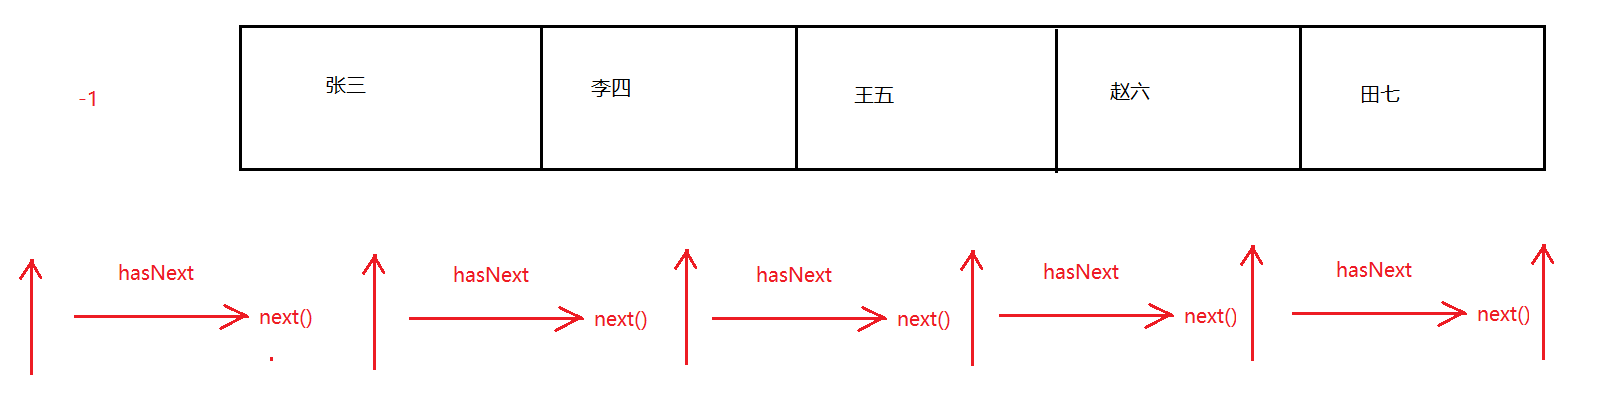 -1
张三
李四
王五
赵六
田七
hasNext
next()
hasNext
next()
hasNext
next()
hasNext
next()
hasNext
next()